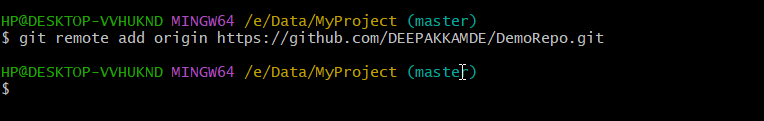 HP@DESKTOP-VVHUKND MINGW64 /e/Data/MyProject (master)
$ git remote add origin https://github.com/DEEPAKKAMDE/DemoRepo.git
HP@DESKTOP-VVHUKND MINGW64 /e/Data/MyProject (master)
$